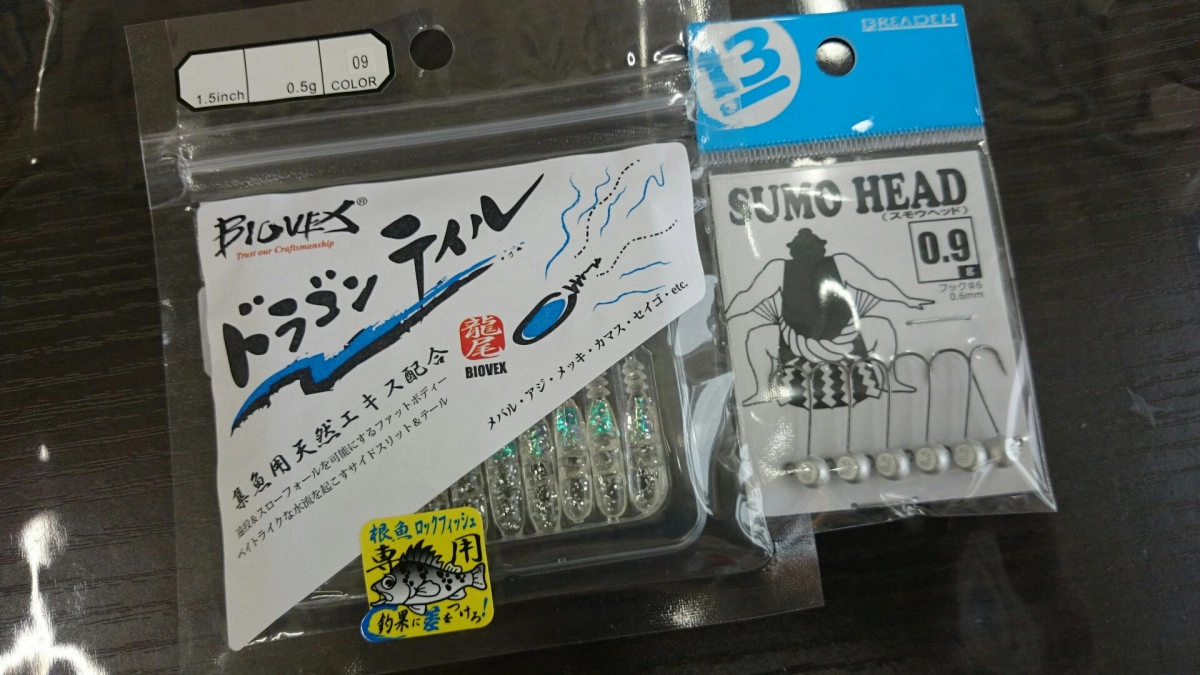 1.5inch
0.5g
09
COLOR
BIOVEX®
Trust our Craftsmanship
ドラゴンテイル
龍尾
BIOVEX
集魚用天然エキス配合
遠投&スローフォールを可能にするファットボディー
ベイトライクな水流を起こすサイドスリット&テール
メバル・アジ・メッキ・カマス・セイゴ・etc.
根魚ロックフィッシュ
専用
釣果に差をつけろ!
BREADEN
13
SUMO HEAD
(スモウヘッド)
0.9
g
フック#6
0.6mm